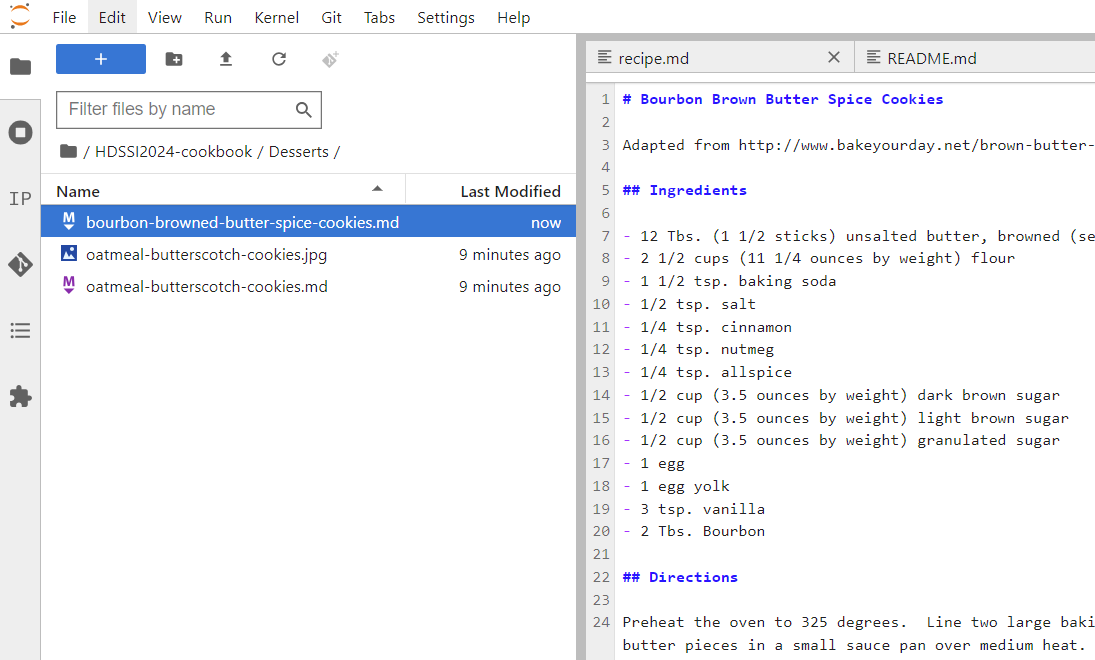 File Edit View Run Kernel Git Tabs Settings Help
+
Filter files by name
/ HDSSI2024-cookbook / Desserts /
Name Last Modified
bourbon-browned-butter-spice-cookies.md now
oatmeal-butterscotch-cookies.jpg 9 minutes ago
oatmeal-butterscotch-cookies.md 9 minutes ago
IP
recipe.md README.md
1 # Bourbon Brown Butter Spice Cookies
2
3 Adapted from http://www.bakeyourday.net/brown-butter-
4
5 ## Ingredients
6
7 - 12 Tbs. (1 1/2 sticks) unsalted butter, browned (se
8 - 2 1/2 cups (11 1/4 ounces by weight) flour
9 - 1 1/2 tsp. baking soda
10 - 1/2 tsp. salt
11 - 1/4 tsp. cinnamon
12 - 1/4 tsp. nutmeg
13 - 1/4 tsp. allspice
14 - 1/2 cup (3.5 ounces by weight) dark brown sugar
15 - 1/2 cup (3.5 ounces by weight) light brown sugar
16 - 1/2 cup (3.5 ounces by weight) granulated sugar
17 - 1 egg
18 - 1 egg yolk
19 - 3 tsp. vanilla
20 - 2 Tbs. Bourbon
21
22 ## Directions
23
24 Preheat the oven to 325 degrees.  Line two large baki
butter pieces in a small sauce pan over medium heat.